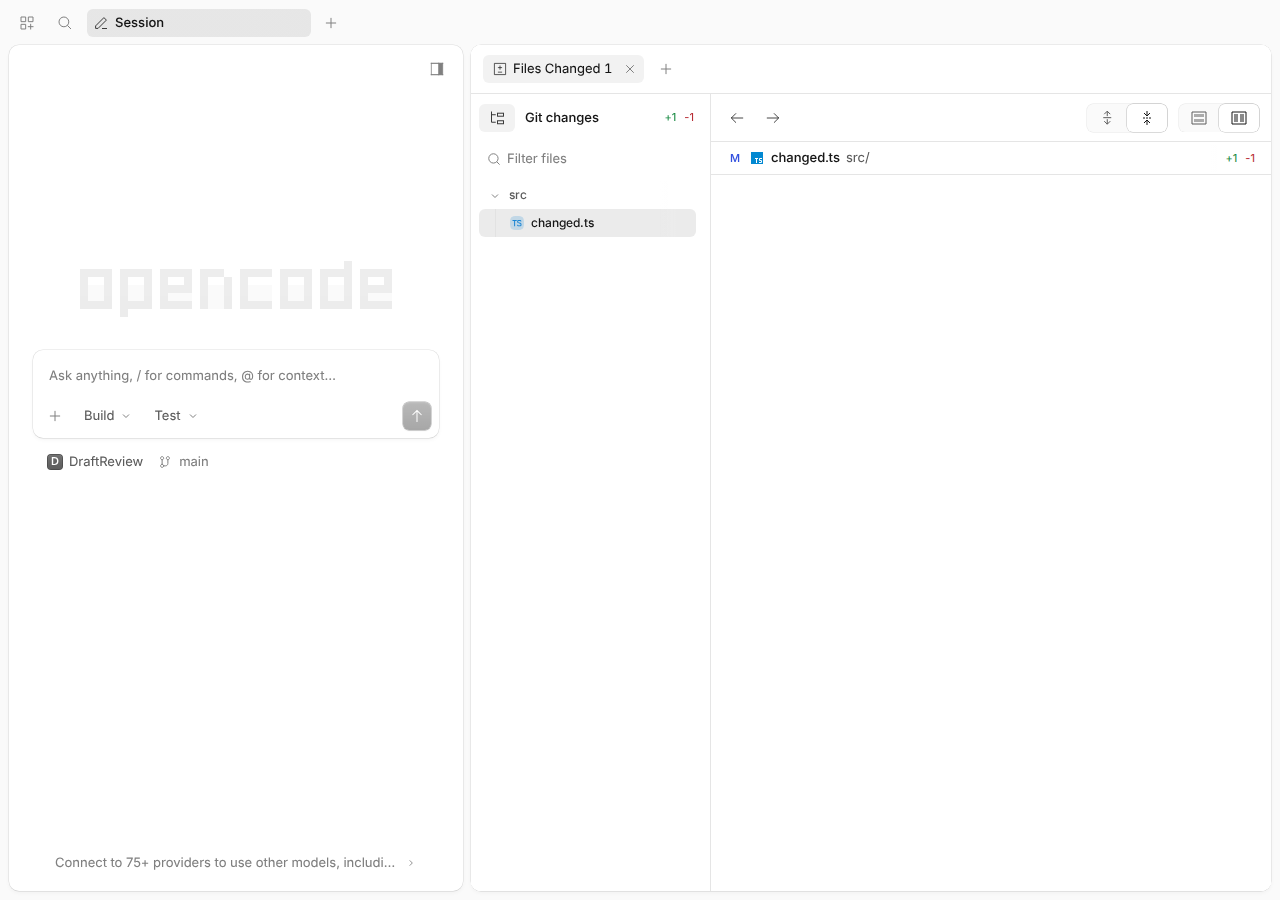 Session
Files Changed 1
Git changes
+1 -1
Filter files
src
TS changed.ts
M TS changed.ts src/
+1 -1
opencode
Ask anything, / for commands, @ for context...
Build
Test
D DraftReview
main
Connect to 75+ providers to use other models, includi...